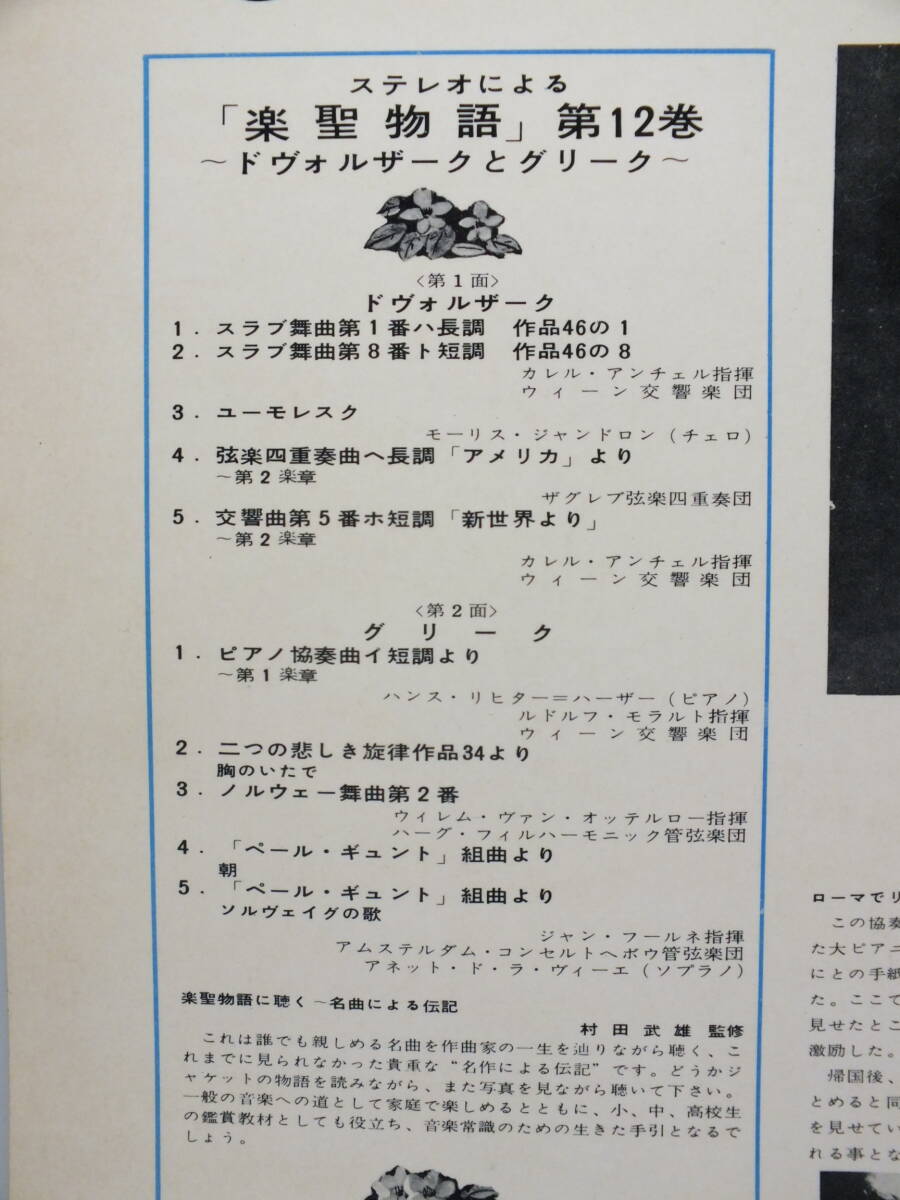 ステレオによる
「楽聖物語」第12巻
～ドヴォルザークとグリーク～
〈第1面〉
ドヴォルザーク
1. スラブ舞曲第1番ハ長調 作品46の1
2. スラブ舞曲第8番ト短調 作品46の8
カレル・アンチェル指揮
ウィーン交響楽団
3. ユーモレスク
モーリス・ジャンドロン(チェロ)
4. 弦楽四重奏曲ヘ長調「アメリカ」より
～第2楽章
ザグレブ弦楽四重奏団
5. 交響曲第5番ホ短調「新世界より」
～第2楽章
カレル・アンチェル指揮
ウィーン交響楽団
〈第2面〉
グリーク
1. ピアノ協奏曲イ短調より
～第1楽章
ハンス・リヒター＝ハーザー(ピアノ)
ルドルフ・モラルト指揮
ウィーン交響楽団
2. 二つの悲しき旋律作品34より
胸のいたで
3. ノルウェー舞曲第2番
ウィレム・ヴァン・オッテルロー指揮
ハーグ・フィルハーモニック管弦楽団
4. 「ペール・ギュント」組曲より
朝
5. 「ペール・ギュント」組曲より
ソルヴェイグの歌
ジャン・フールネ指揮
アムステルダム・コンセルトヘボウ管弦楽団
アネット・ド・ラ・ヴィーエ(ソプラノ)
楽聖物語に聴く～名曲による伝記
村田武雄 監修
これは誰でも親しめる名曲を作曲家の一生を辿りながら聴く、こ
れまでに見られなかった貴重な“名作による伝記”です。どうかジ
ャケットの物語を読みながら、また写真を見ながら聴いて下さい。
一般の音楽への道として家庭で楽しめるとともに、小、中、高校生
の鑑賞教材としても役立ち、音楽常識のための生きた手引となるで
しょう。
ローマでリ
この協奏
た大ピアニ
にとの手紙
た。ここで
見せたとこ
激励した。
帰国後、
とめると同
を見せてい
れる事とな